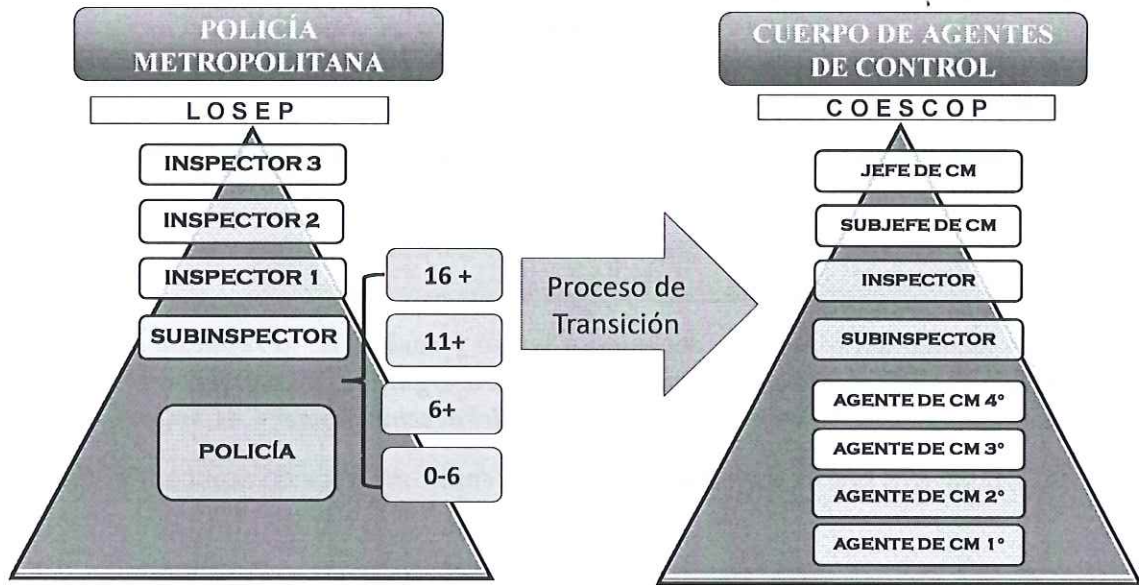 POLICÍA
METROPOLITANA
LOSEP
INSPECTOR 3
INSPECTOR 2
INSPECTOR 1
SUBINSPECTOR
POLICÍA
16 +
11+
6+
0-6
Proceso de
Transición
CUERPO DE AGENTES
DE CONTROL
COESCOP
JEFE DE CM
SUBJEFE DE CM
INSPECTOR
SUBINSPECTOR
AGENTE DE CM 4°
AGENTE DE CM 3°
AGENTE DE CM 2°
AGENTE DE CM 1°